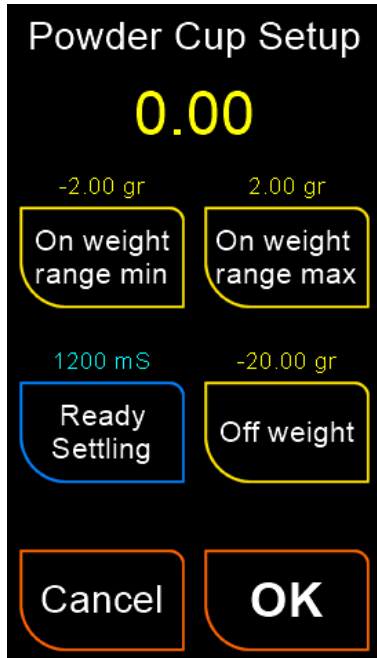 Powder Cup Setup
0.00
-2.00 gr
2.00 gr
On weight
range min
On weight
range max
1200 mS
-20.00 gr
Ready
Settling
Off weight
Cancel
OK